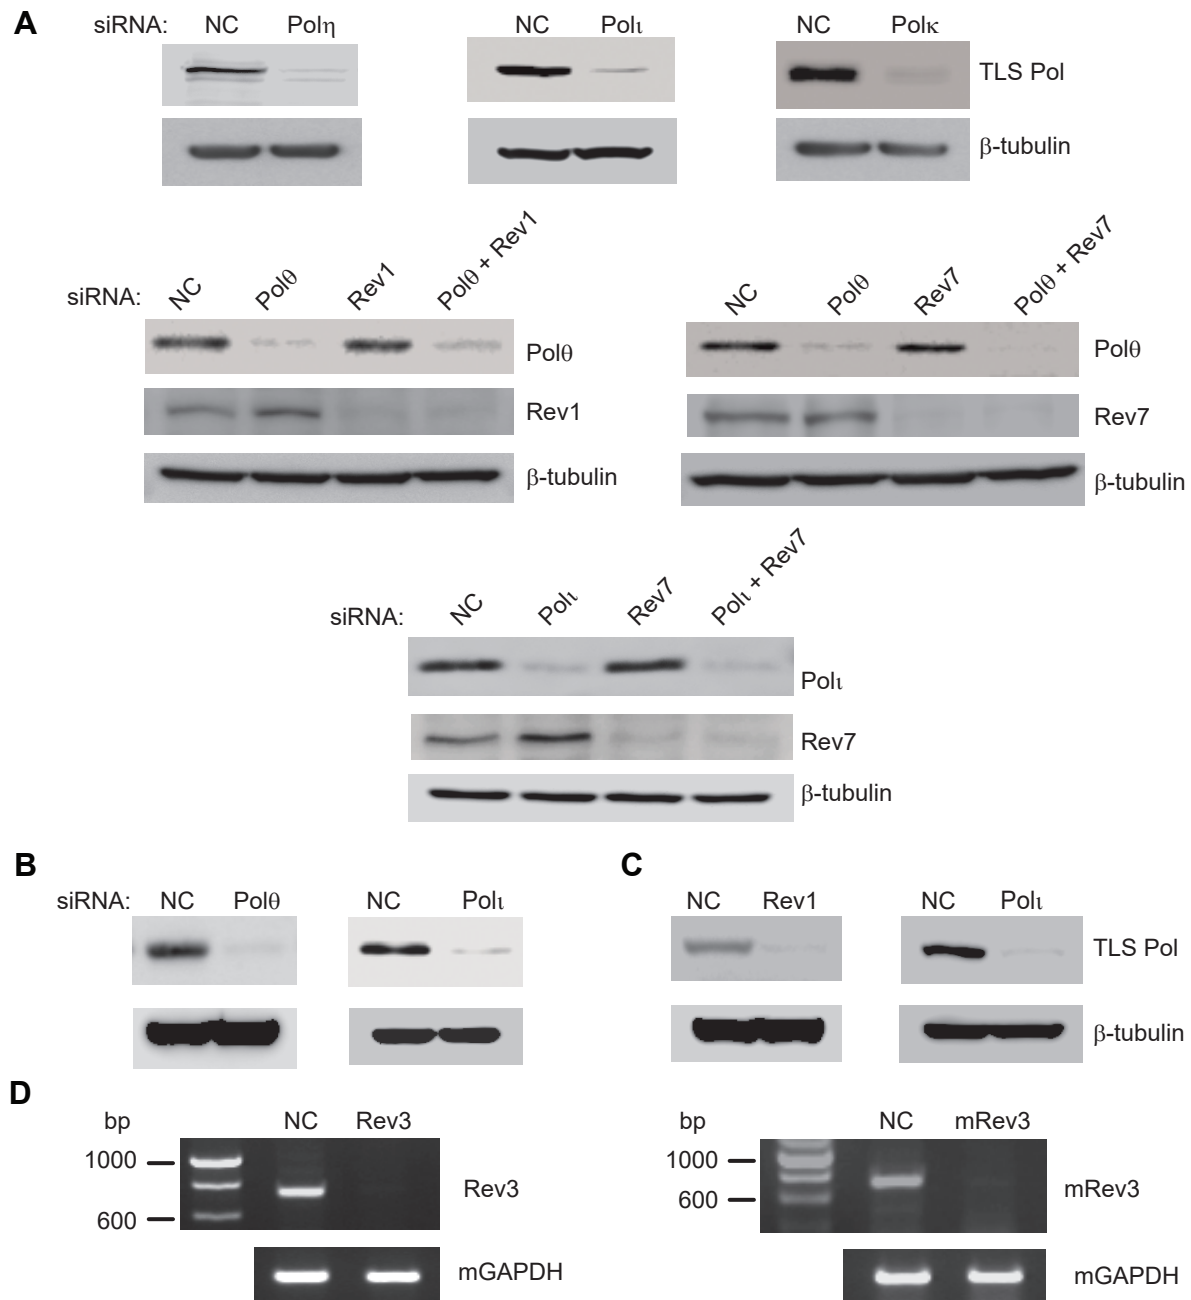 A
siRNA: NC Polη NC Polι NC Polκ
TLS Pol
β-tubulin
siRNA: NC Polθ Rev1 Polθ + Rev1
Polθ
Rev1
β-tubulin
NC Polθ Rev7 Polθ + Rev7
Polθ
Rev7
β-tubulin
siRNA: NC Polι Rev7 Polι + Rev7
Polι
Rev7
β-tubulin
B
siRNA: NC Polθ NC Polι
C
NC Rev1 NC Polι
TLS Pol
β-tubulin
D
bp NC Rev3
1000
600
Rev3
mGAPDH
bp NC mRev3
1000
600
mRev3
mGAPDH